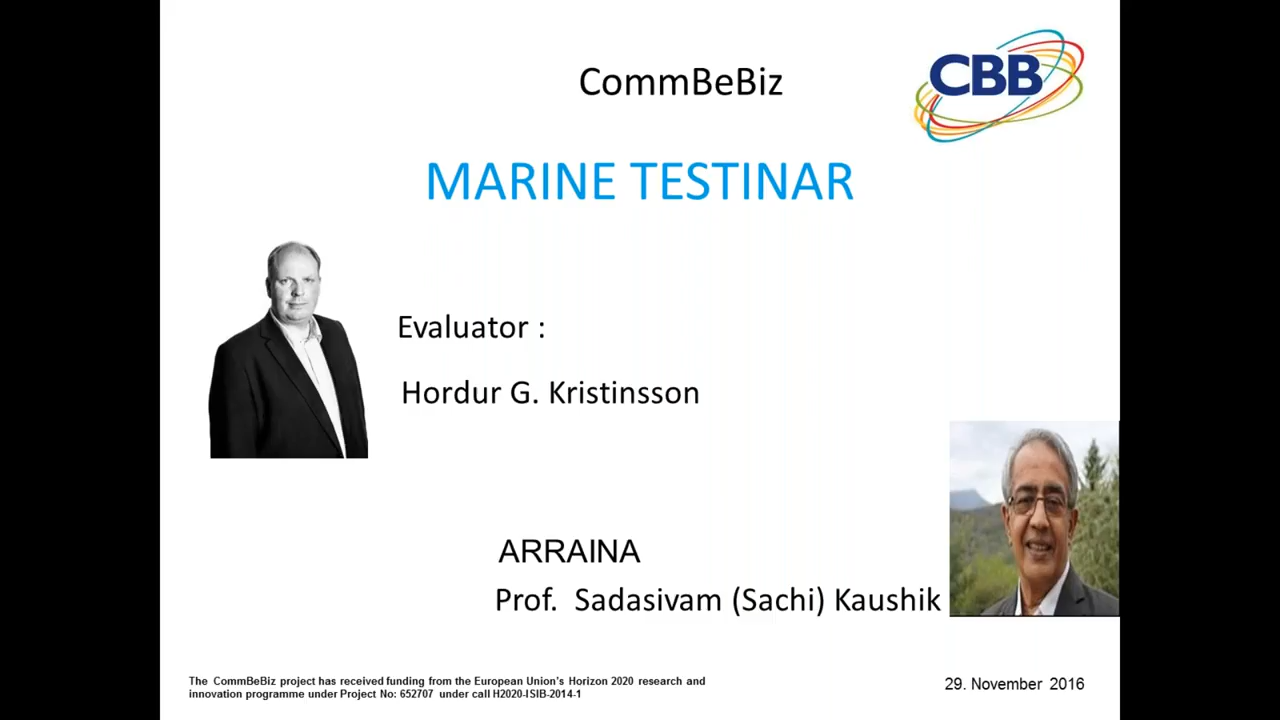 CommBeBiz
CBB
MARINE TESTINAR
Evaluator :
Hordur G. Kristinsson
ARRAINA
Prof. Sadasivam (Sachi) Kaushik
The CommBeBiz project has received funding from the European Union's Horizon 2020 research and
innovation programme under Project No: 652707 under call H2020-ISIB-2014-1
29. November 2016